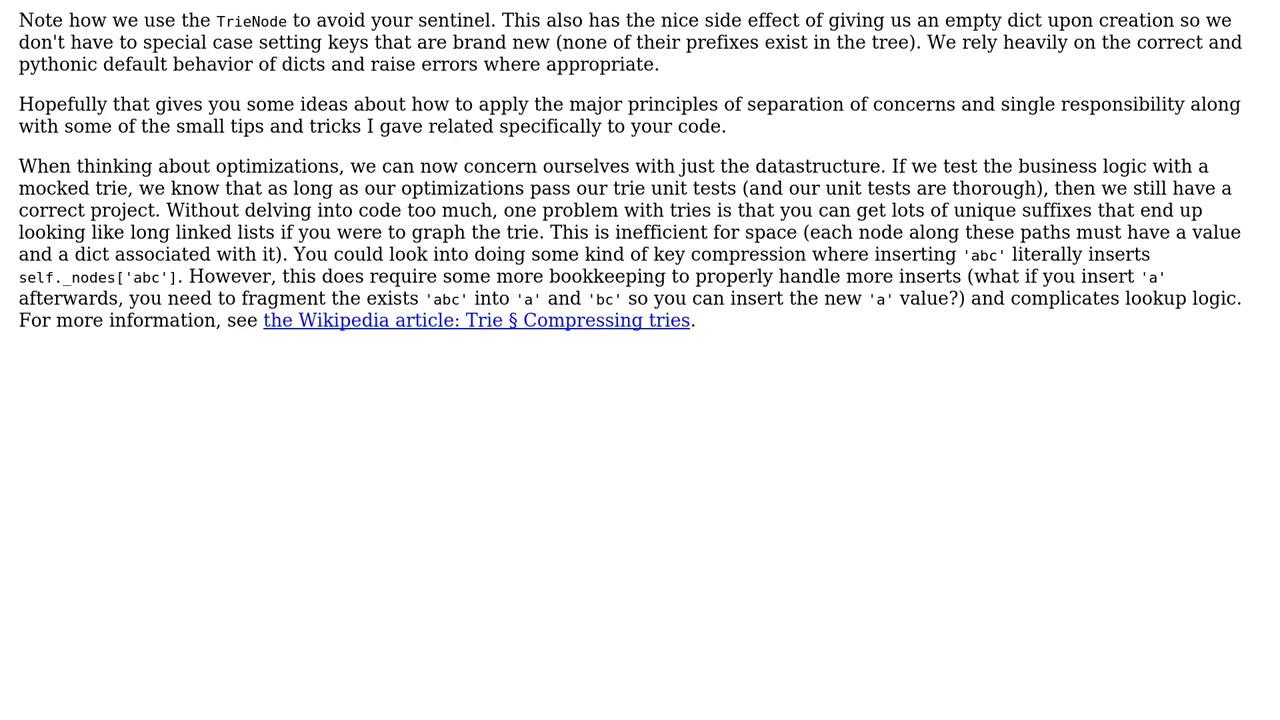 Note how we use the TrieNode to avoid your sentinel. This also has the nice side effect of giving us an empty dict upon creation so we
don't have to special case setting keys that are brand new (none of their prefixes exist in the tree). We rely heavily on the correct and
pythonic default behavior of dicts and raise errors where appropriate.
Hopefully that gives you some ideas about how to apply the major principles of separation of concerns and single responsibility along
with some of the small tips and tricks I gave related specifically to your code.
When thinking about optimizations, we can now concern ourselves with just the datastructure. If we test the business logic with a
mocked trie, we know that as long as our optimizations pass our trie unit tests (and our unit tests are thorough), then we still have a
correct project. Without delving into code too much, one problem with tries is that you can get lots of unique suffixes that end up
looking like long linked lists if you were to graph the trie. This is inefficient for space (each node along these paths must have a value
and a dict associated with it). You could look into doing some kind of key compression where inserting 'abc' literally inserts
self._nodes['abc']. However, this does require some more bookkeeping to properly handle more inserts (what if you insert 'a'
afterwards, you need to fragment the exists 'abc' into 'a' and 'bc' so you can insert the new 'a' value?) and complicates lookup logic.
For more information, see the Wikipedia article: Trie § Compressing tries.